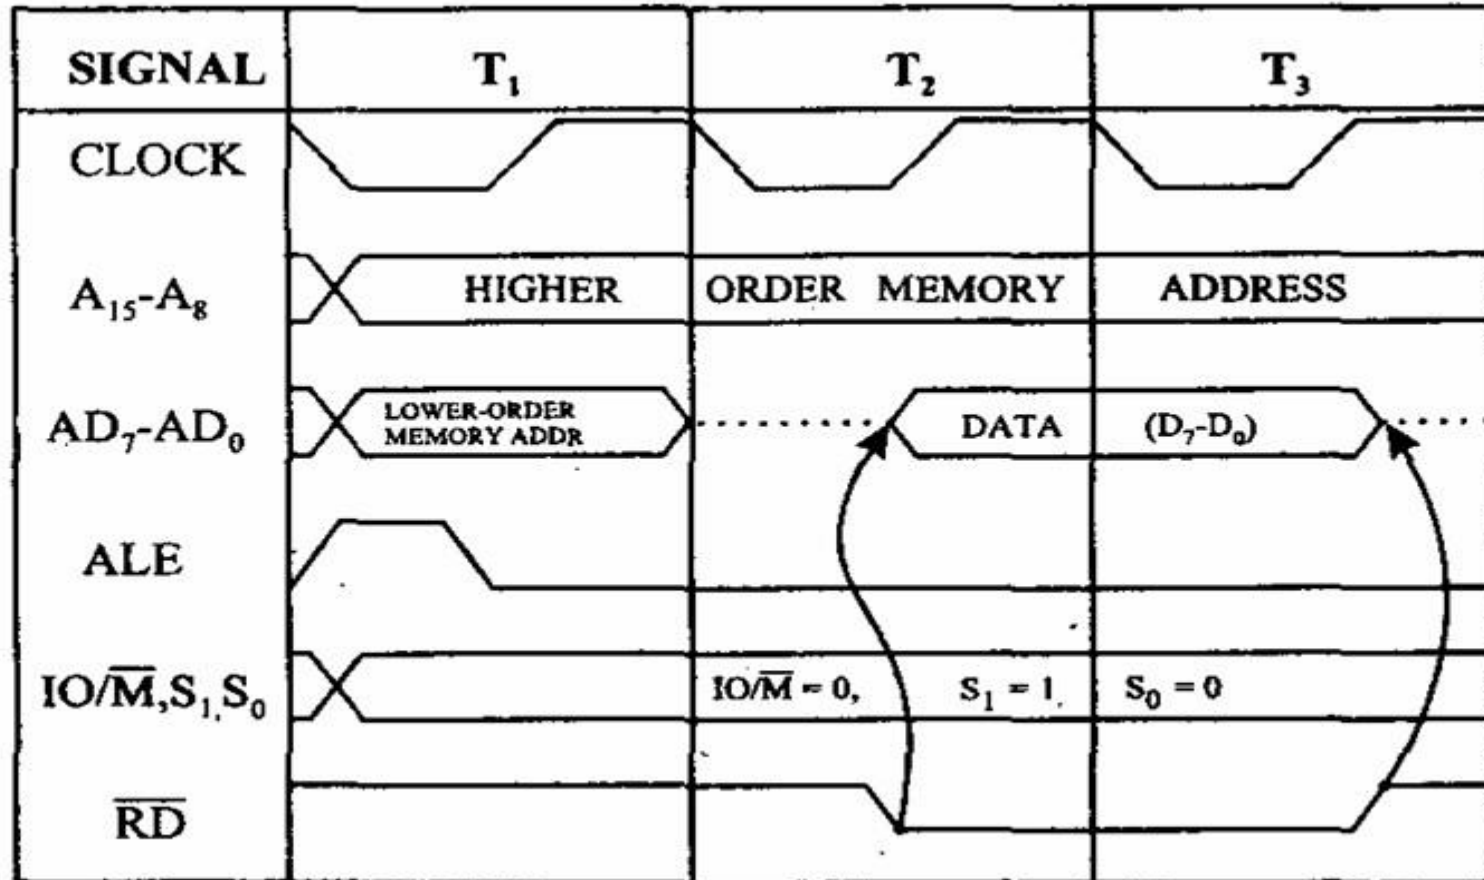 SIGNAL T₁ T₂ T₃
CLOCK
A₁₅-A₈ HIGHER ORDER MEMORY ADDRESS
AD₇-AD₀ LOWER-ORDER MEMORY ADDR DATA (D₇-D₀)
ALE
IO/M̅,S₁,S₀ IO/M̅ = 0, S₁ = 1, S₀ = 0
R̅D̅